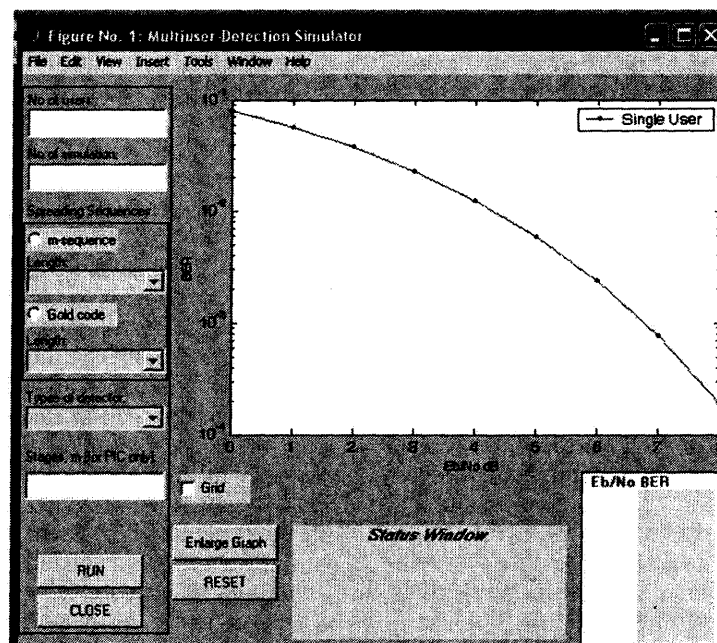 Figure No. 1: Multiuser Detection Simulator
File Edit View Insert Tools Window Help
No of users:
No of simulation:
Spreading Sequences
m-sequence
Length:
Gold code
Length:
Types of detector:
Stages, m (for PIC only)
RUN
CLOSE
Single User
BER
0 1 2 3 4 5 6 7
Eb/No dB
Grid
Enlarge Graph
RESET
Status Window
Eb/No BER